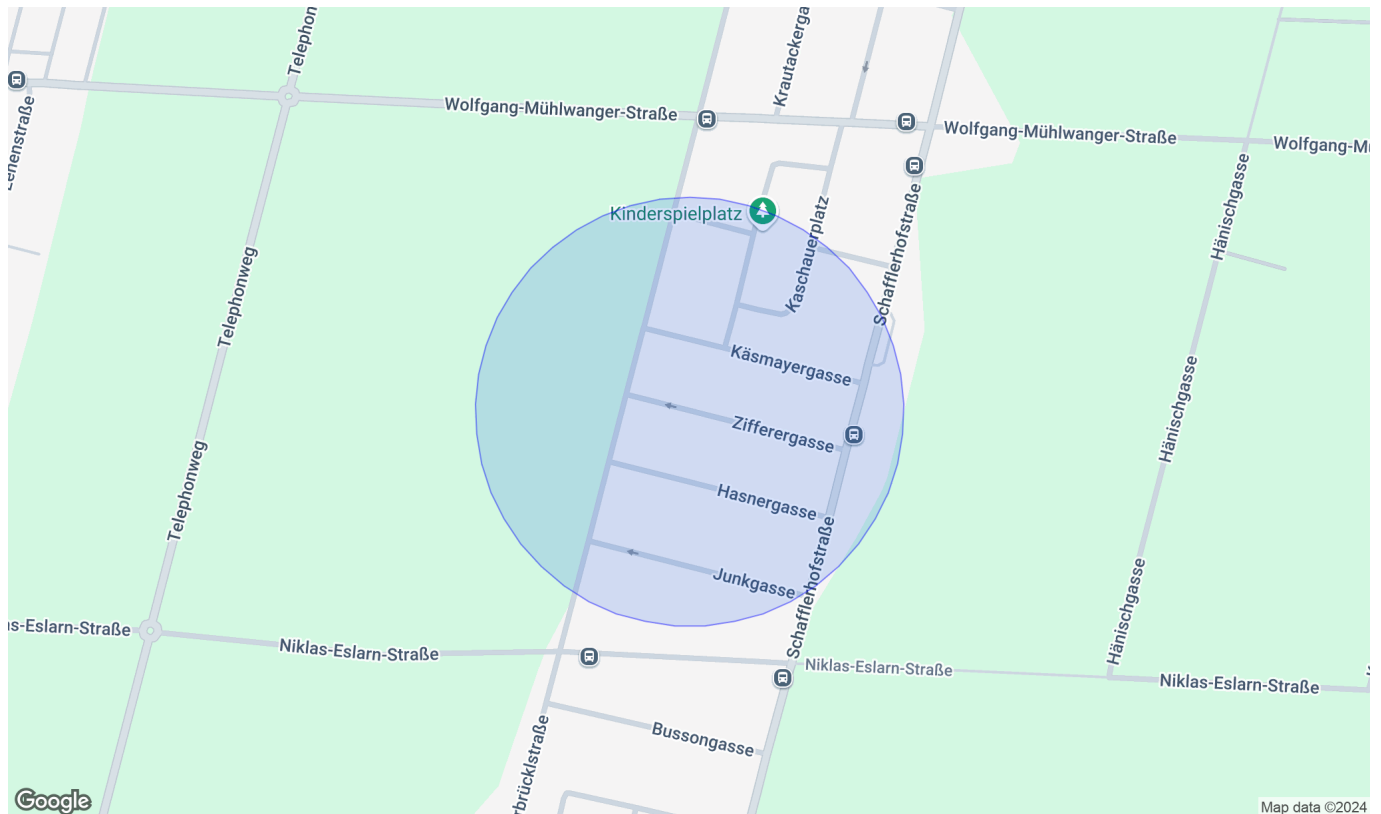 Telephon
Krautackerga
Wolfgang-Mühlwanger-Straße
Wolfgang-Mühlwanger-Straße
Wolfgang-Mü
zenenstraße
Kinderspielplatz
Kaschauerplatz
Schafflerhofstraße
Hänischgasse
Telephonweg
Käsmayergasse
Zifferergasse
Hänischgasse
Telephonweg
Hasnergasse
Junkgasse
Schafflerhofstraße
Hänischgasse
as-Eslarn-Straße
Niklas-Eslarn-Straße
Niklas-Eslarn-Straße
Niklas-Eslarn-Straße
Bussongasse
rbrücklstraße
Google
Map data ©2024